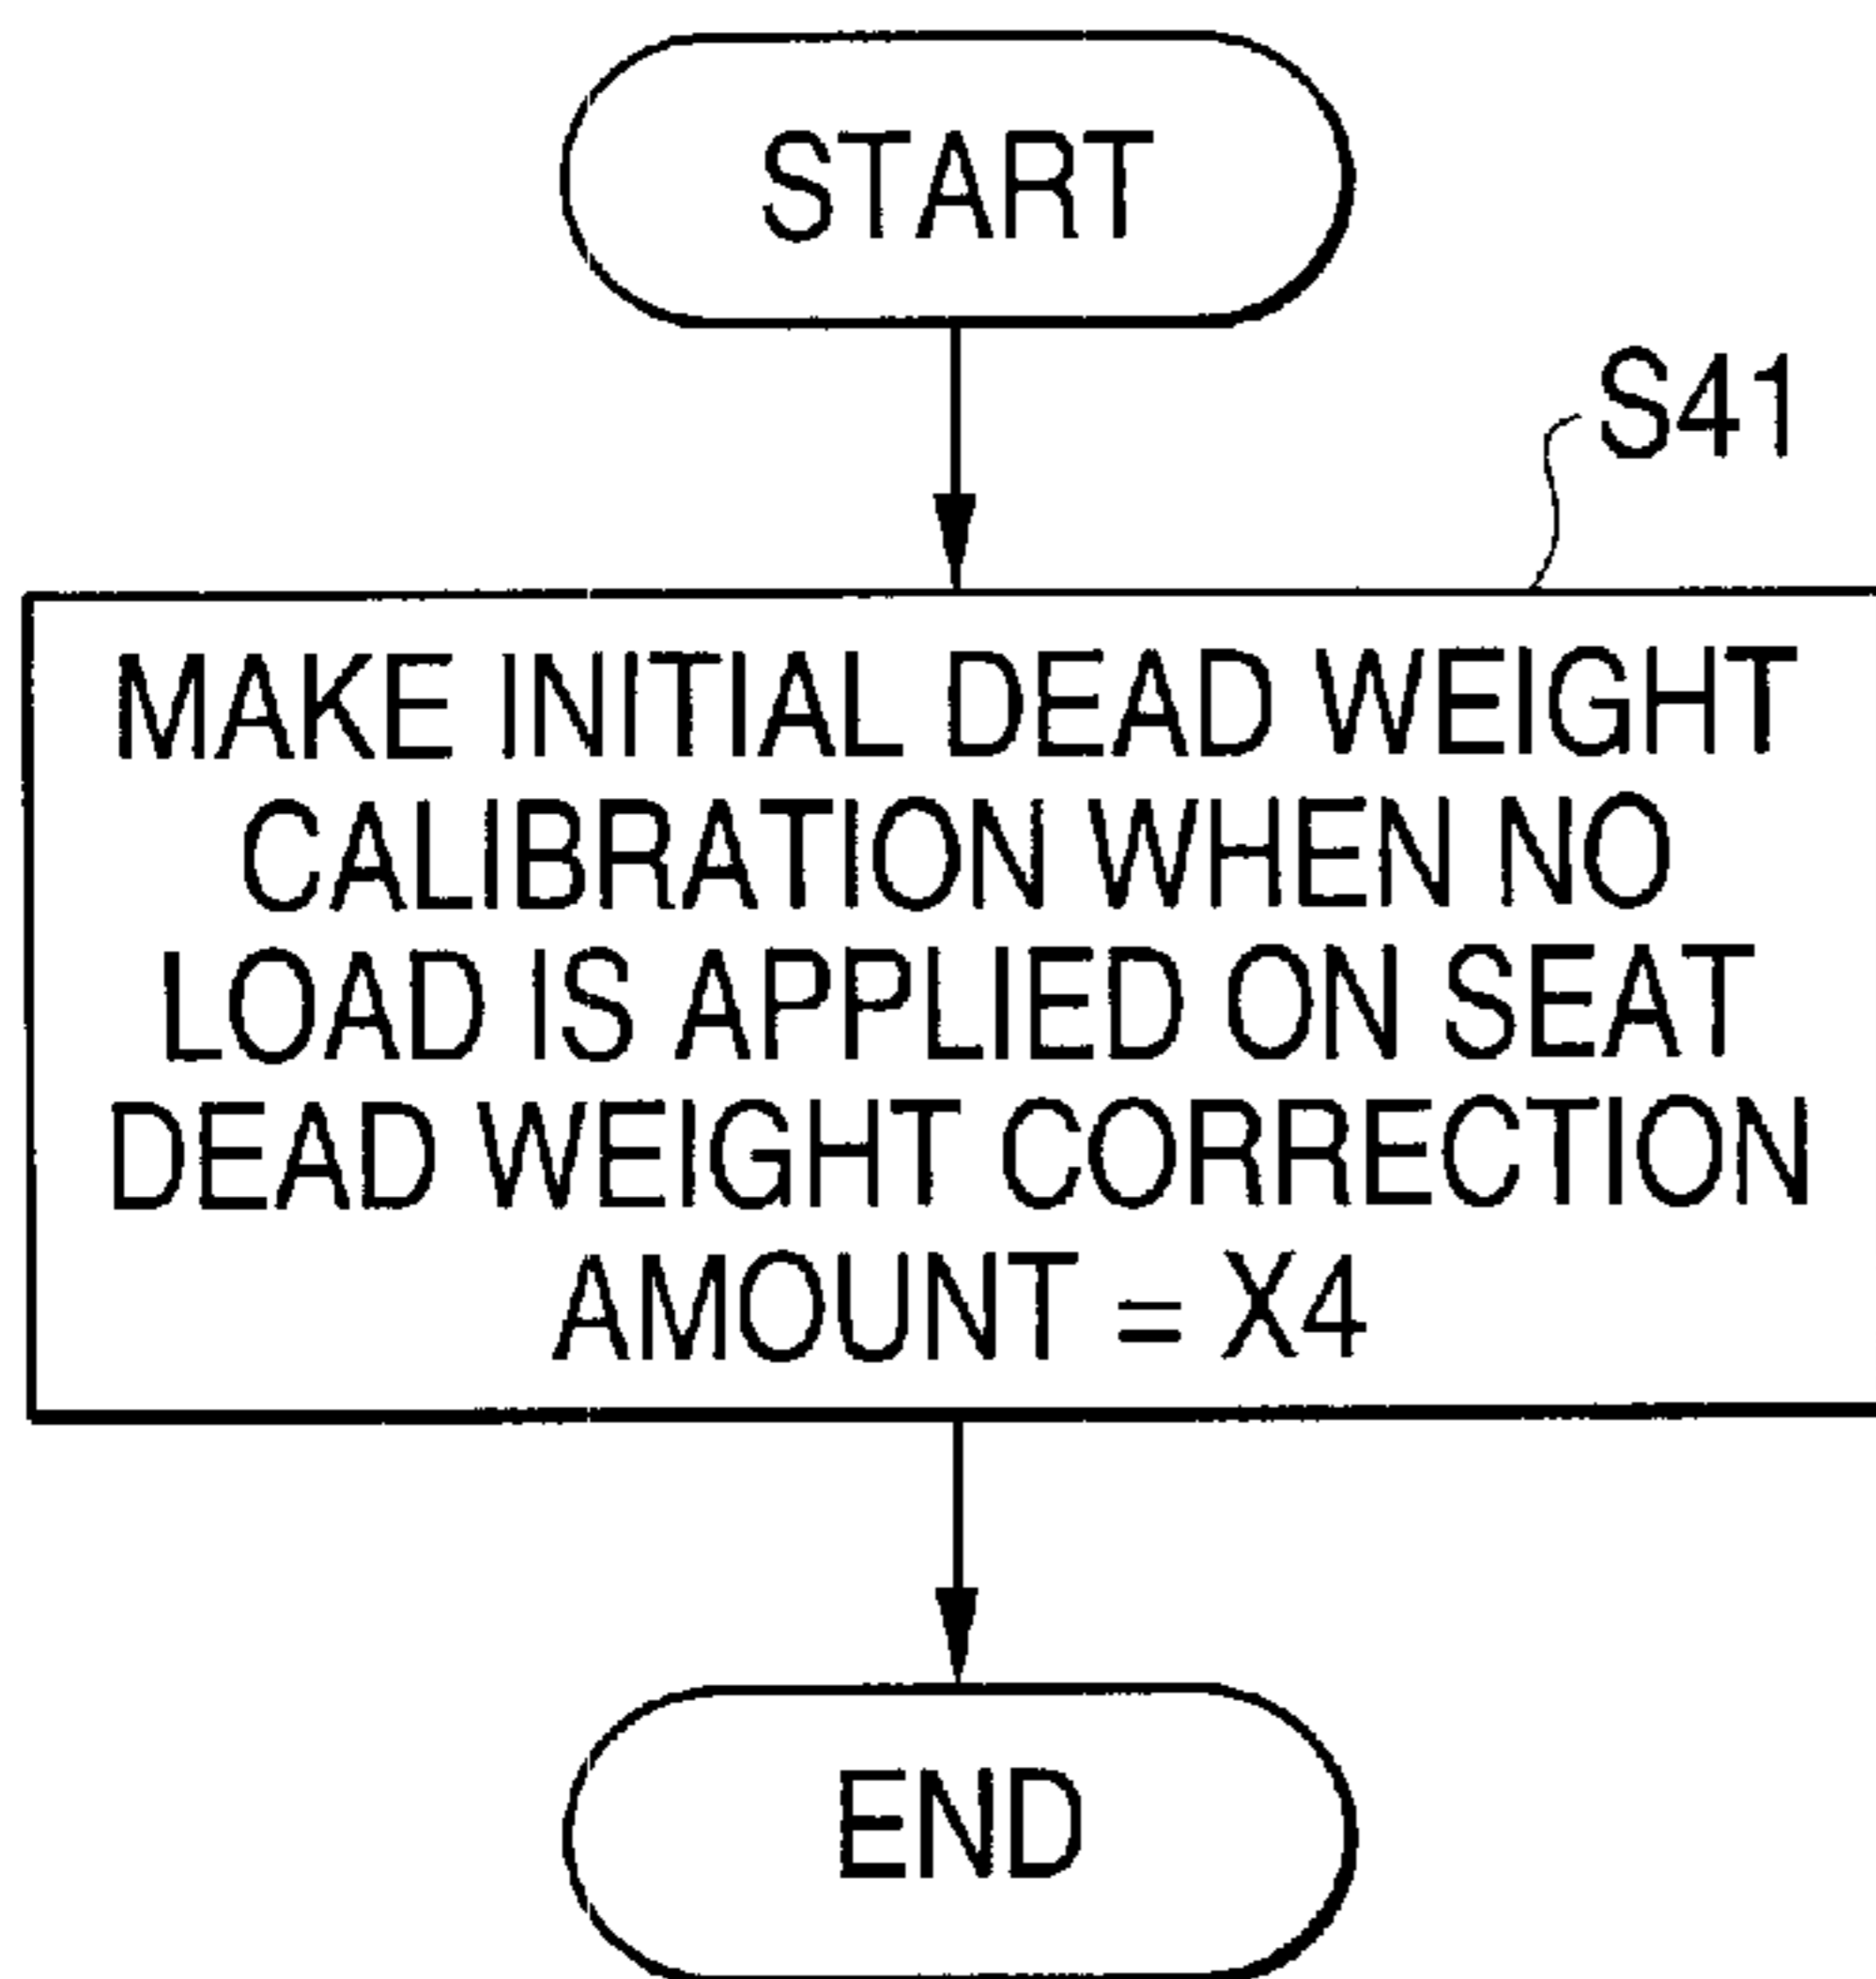 START
S41
MAKE INITIAL DEAD WEIGHT
CALIBRATION WHEN NO
LOAD IS APPLIED ON SEAT
DEAD WEIGHT CORRECTION
AMOUNT = X4
END